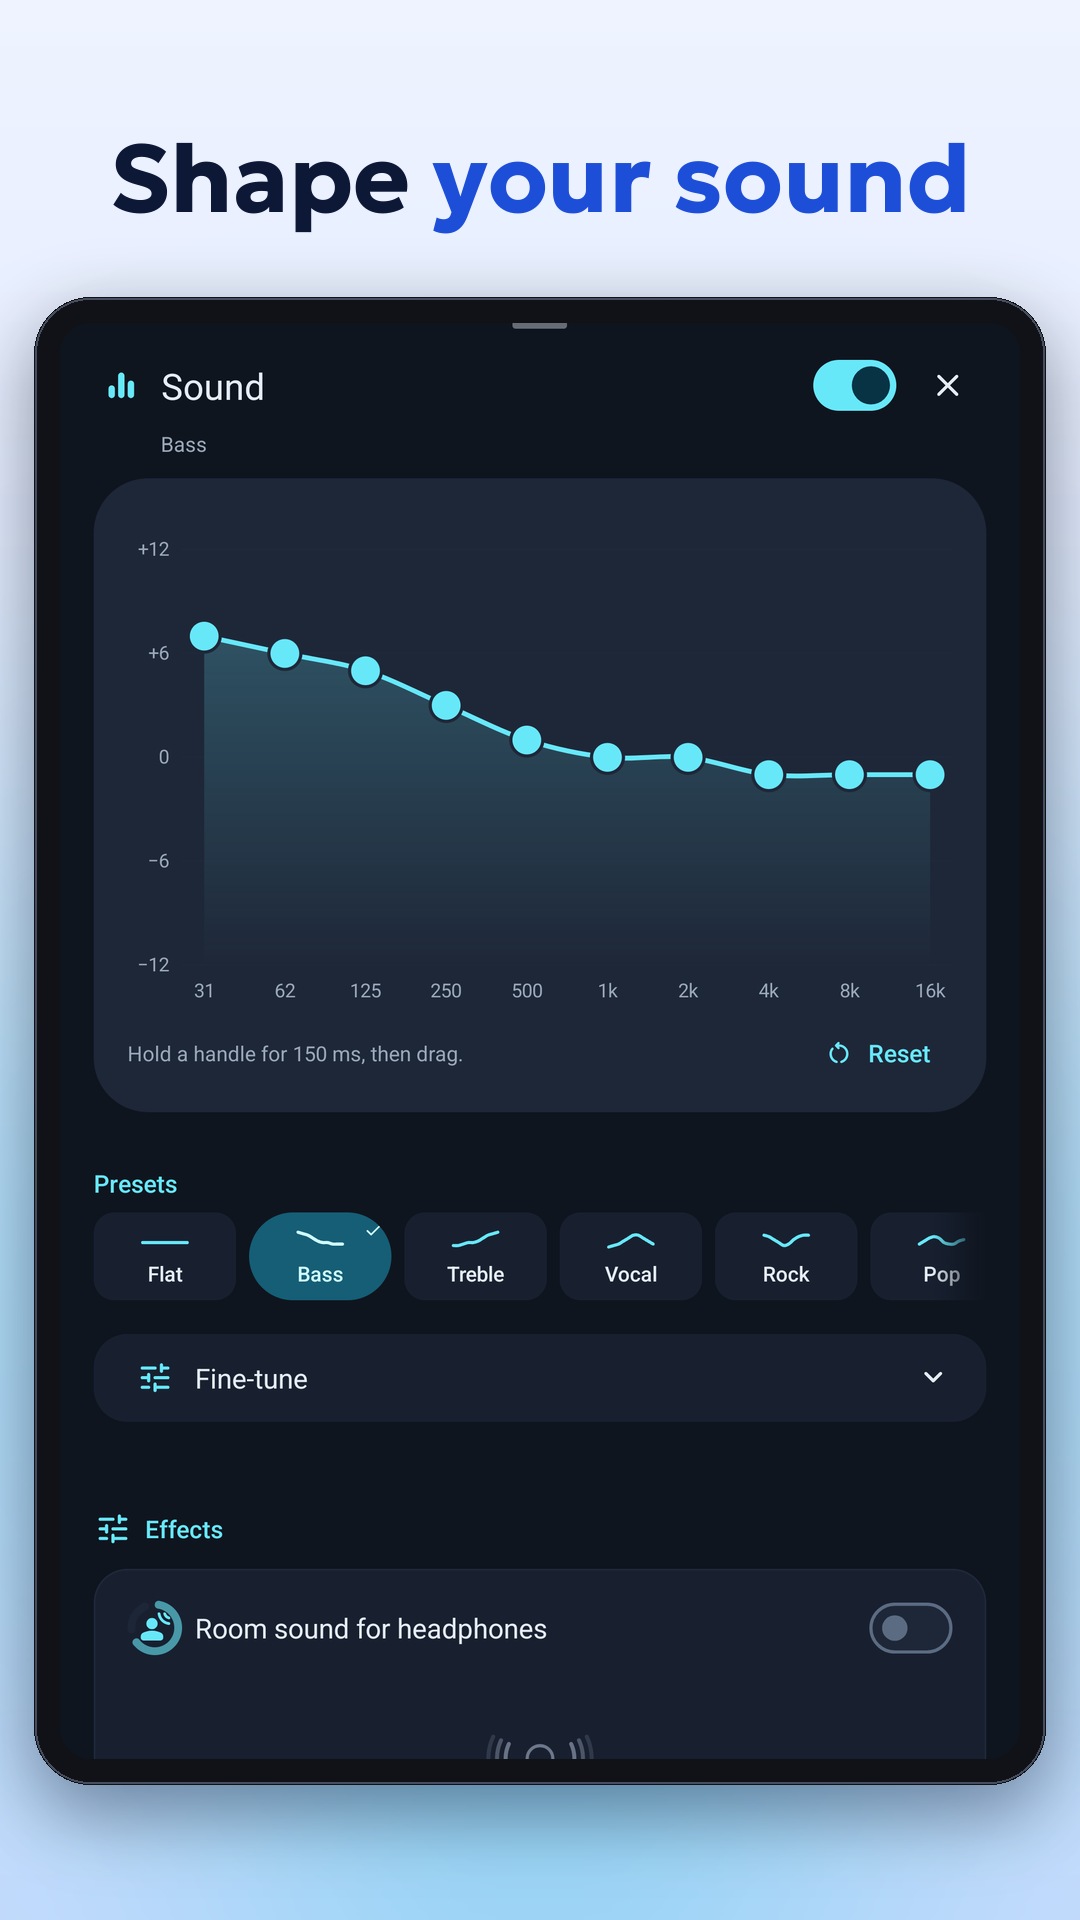 Shape your sound
Sound
Bass
+12
+6
0
−6
−12
31 62 125 250 500 1k 2k 4k 8k 16k
Hold a handle for 150 ms, then drag.
Reset
Presets
Flat Bass Treble Vocal Rock Pop
Fine-tune
Effects
Room sound for headphones